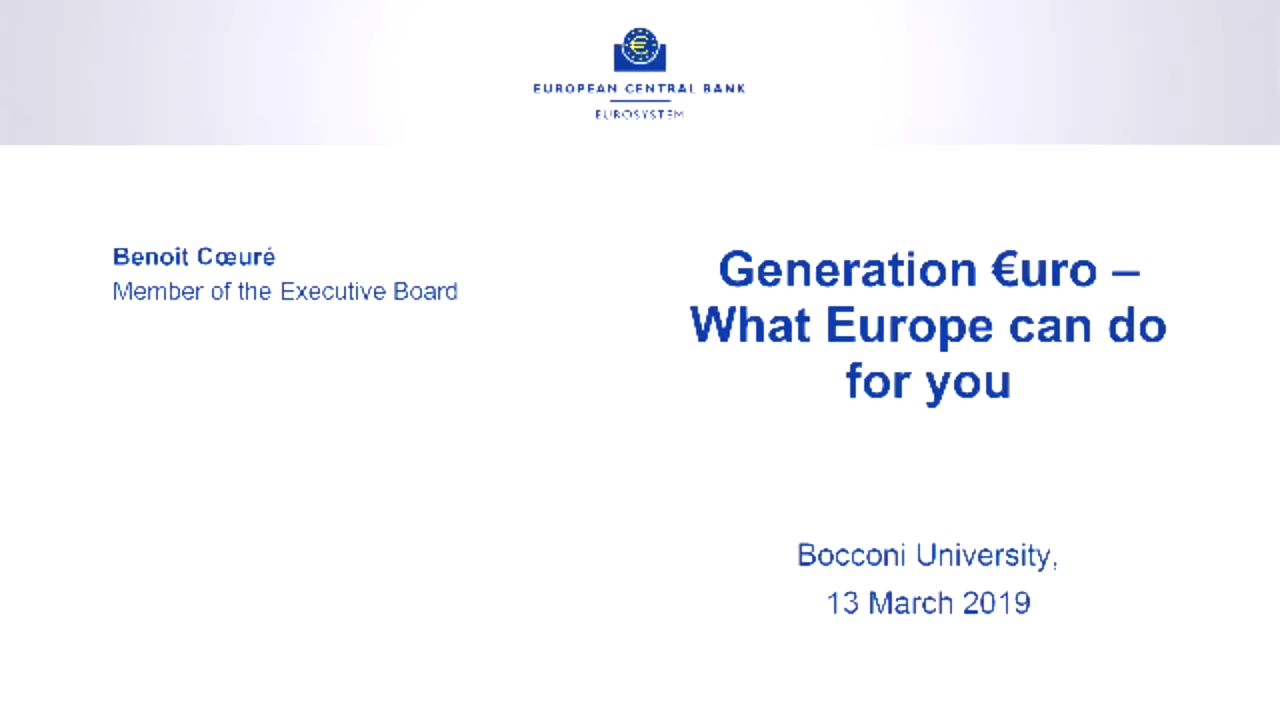 EUROPEAN CENTRAL BANK
EUROSYSTEM
Benoit Cœuré
Member of the Executive Board
Generation €uro –
What Europe can do
for you
Bocconi University,
13 March 2019